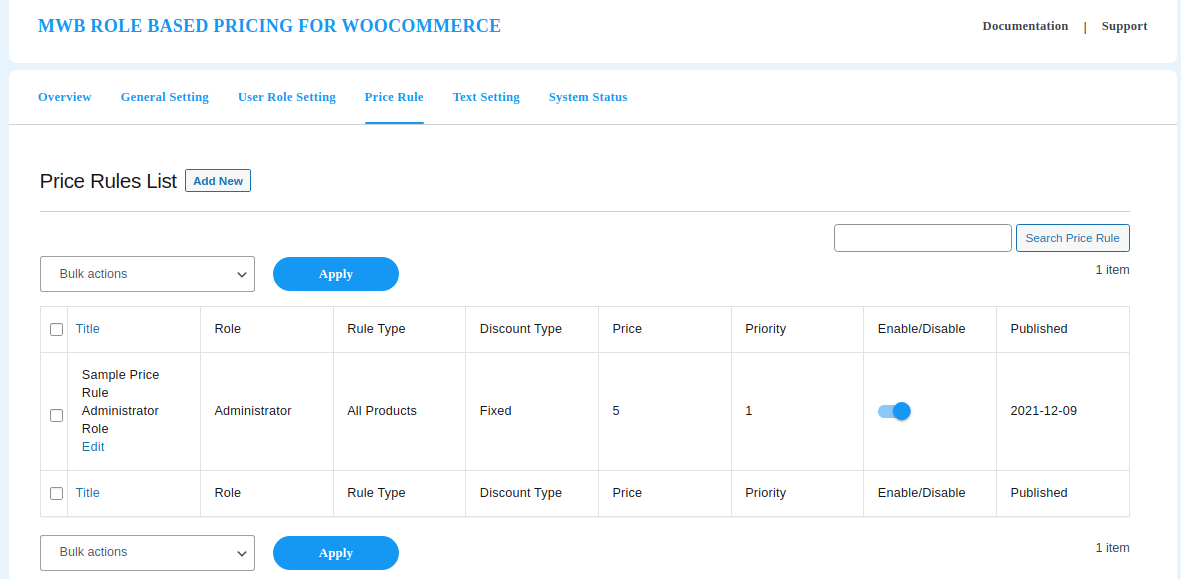 MWB ROLE BASED PRICING FOR WOOCOMMERCE
Documentation | Support
Overview General Setting User Role Setting Price Rule Text Setting System Status
Price Rules List Add New
Search Price Rule
Bulk actions Apply 1 item
Title Role Rule Type Discount Type Price Priority Enable/Disable Published
Sample Price
Rule
Administrator Administrator All Products Fixed 5 1 2021-12-09
Role
Edit
Title Role Rule Type Discount Type Price Priority Enable/Disable Published
Bulk actions Apply 1 item